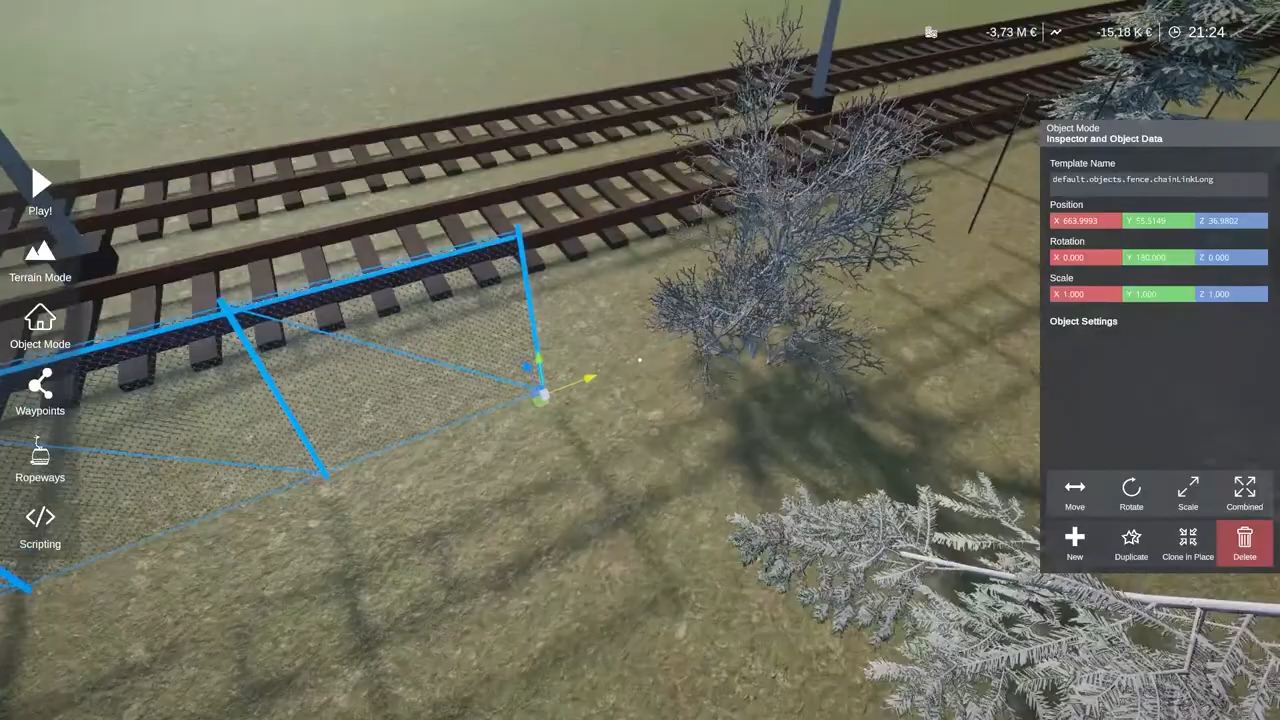 -3,73 M €
-15,18 K €
21:24
Play!
Terrain Mode
Object Mode
Waypoints
Ropeways
Scripting
Object Mode
Inspector and Object Data
Template Name
default.objects.fence.chainLinkLong
Position
X 663.9993 Y 55.5149 Z 36.9802
Rotation
X 0.000 Y 180.000 Z 0.000
Scale
X 1.000 Y 1.000 Z 1.000
Object Settings
Move Rotate Scale Combined
New Duplicate Clone in Place Delete